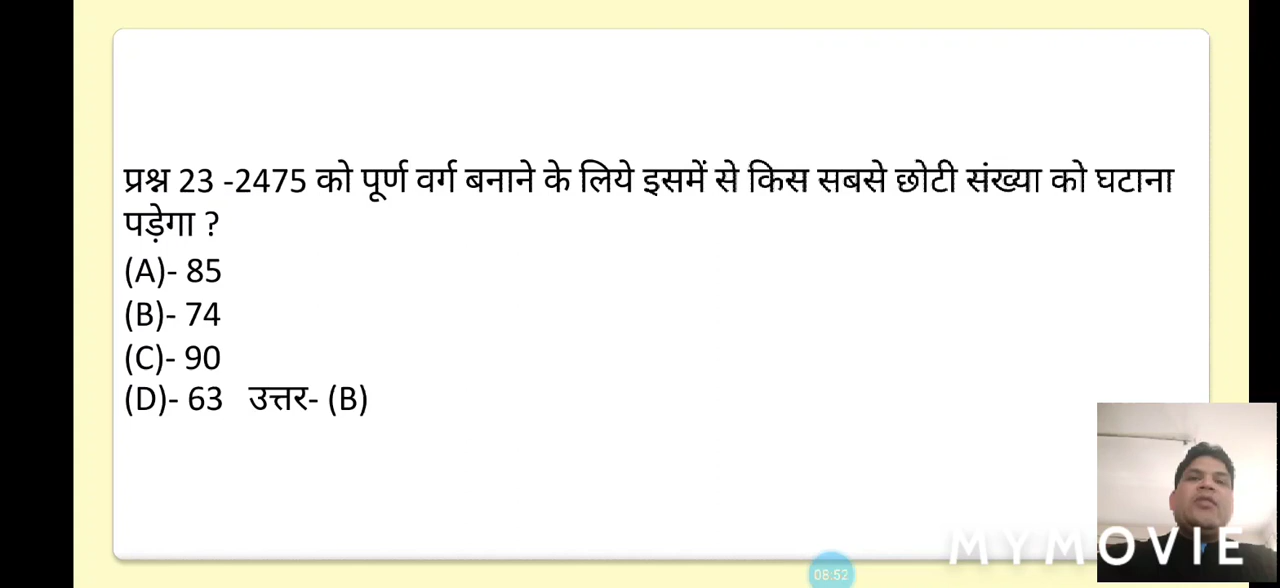 प्रश्न 23 -2475 को पूर्ण वर्ग बनाने के लिये इसमें से किस सबसे छोटी संख्या को घटाना
पड़ेगा ?
(A)- 85
(B)- 74
(C)- 90
(D)- 63 उत्तर- (B)
MYMOVIE
08:52